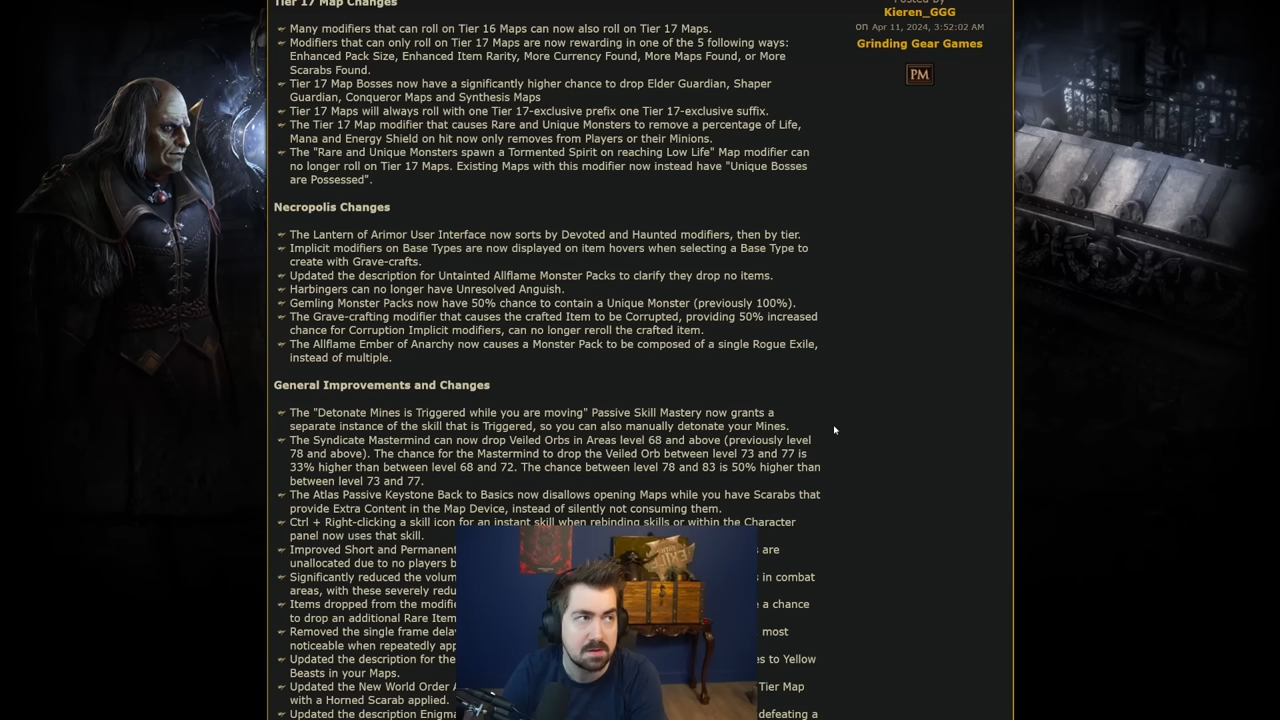 Tier 17 Map Changes
Many modifiers that can roll on Tier 16 Maps can now also roll on Tier 17 Maps.
Modifiers that can only roll on Tier 17 Maps are now rewarding in one of the 5 following ways:
Enhanced Pack Size, Enhanced Item Rarity, More Currency Found, More Maps Found, or More
Scarabs Found.
Tier 17 Map Bosses now have a significantly higher chance to drop Elder Guardian, Shaper
Guardian, Conqueror Maps and Synthesis Maps
Tier 17 Maps will always roll with one Tier 17-exclusive prefix one Tier 17-exclusive suffix.
The Tier 17 Map modifier that causes Rare and Unique Monsters to remove a percentage of Life,
Mana and Energy Shield on hit now only removes from Players or their Minions.
The "Rare and Unique Monsters spawn a Tormented Spirit on reaching Low Life" Map modifier can
no longer roll on Tier 17 Maps. Existing Maps with this modifier now instead have "Unique Bosses
are Possessed".
Necropolis Changes
The Lantern of Arimor User Interface now sorts by Devoted and Haunted modifiers, then by tier.
Implicit modifiers on Base Types are now displayed on item hovers when selecting a Base Type to
create with Grave-crafts.
Updated the description for Untainted Allflame Monster Packs to clarify they drop no items.
Harbingers can no longer have Unresolved Anguish.
Gemling Monster Packs now have 50% chance to contain a Unique Monster (previously 100%).
The Grave-crafting modifier that causes the crafted Item to be Corrupted, providing 50% increased
chance for Corruption Implicit modifiers, can no longer reroll the crafted item.
The Allflame Ember of Anarchy now causes a Monster Pack to be composed of a single Rogue Exile,
instead of multiple.
General Improvements and Changes
The "Detonate Mines is Triggered while you are moving" Passive Skill Mastery now grants a
separate instance of the skill that is Triggered, so you can also manually detonate your Mines.
The Syndicate Mastermind can now drop Veiled Orbs in Areas level 68 and above (previously level
78 and above). The chance for the Mastermind to drop the Veiled Orb between level 73 and 77 is
33% higher than between level 68 and 72. The chance between level 78 and 83 is 50% higher than
between level 73 and 77.
The Atlas Passive Keystone Back to Basics now disallows opening Maps while you have Scarabs that
provide Extra Content in the Map Device, instead of silently not consuming them.
Ctrl + Right-clicking a skill icon for an instant skill when rebinding skills or within the Character
panel now uses that skill.
Improved Short and Permanent are
unallocated due to no players b
Significantly reduced the volum in combat
areas, with these severely redu
Items dropped from the modifie a chance
to drop an additional Rare Item
Removed the single frame dela most
noticeable when repeatedly app
Updated the description for the es to Yellow
Beasts in your Maps.
Updated the New World Order A Tier Map
with a Horned Scarab applied.
Updated the description Enigma defeating a
Posted by
Kieren_GGG
on Apr 11, 2024, 3:52:02 AM
Grinding Gear Games
PM